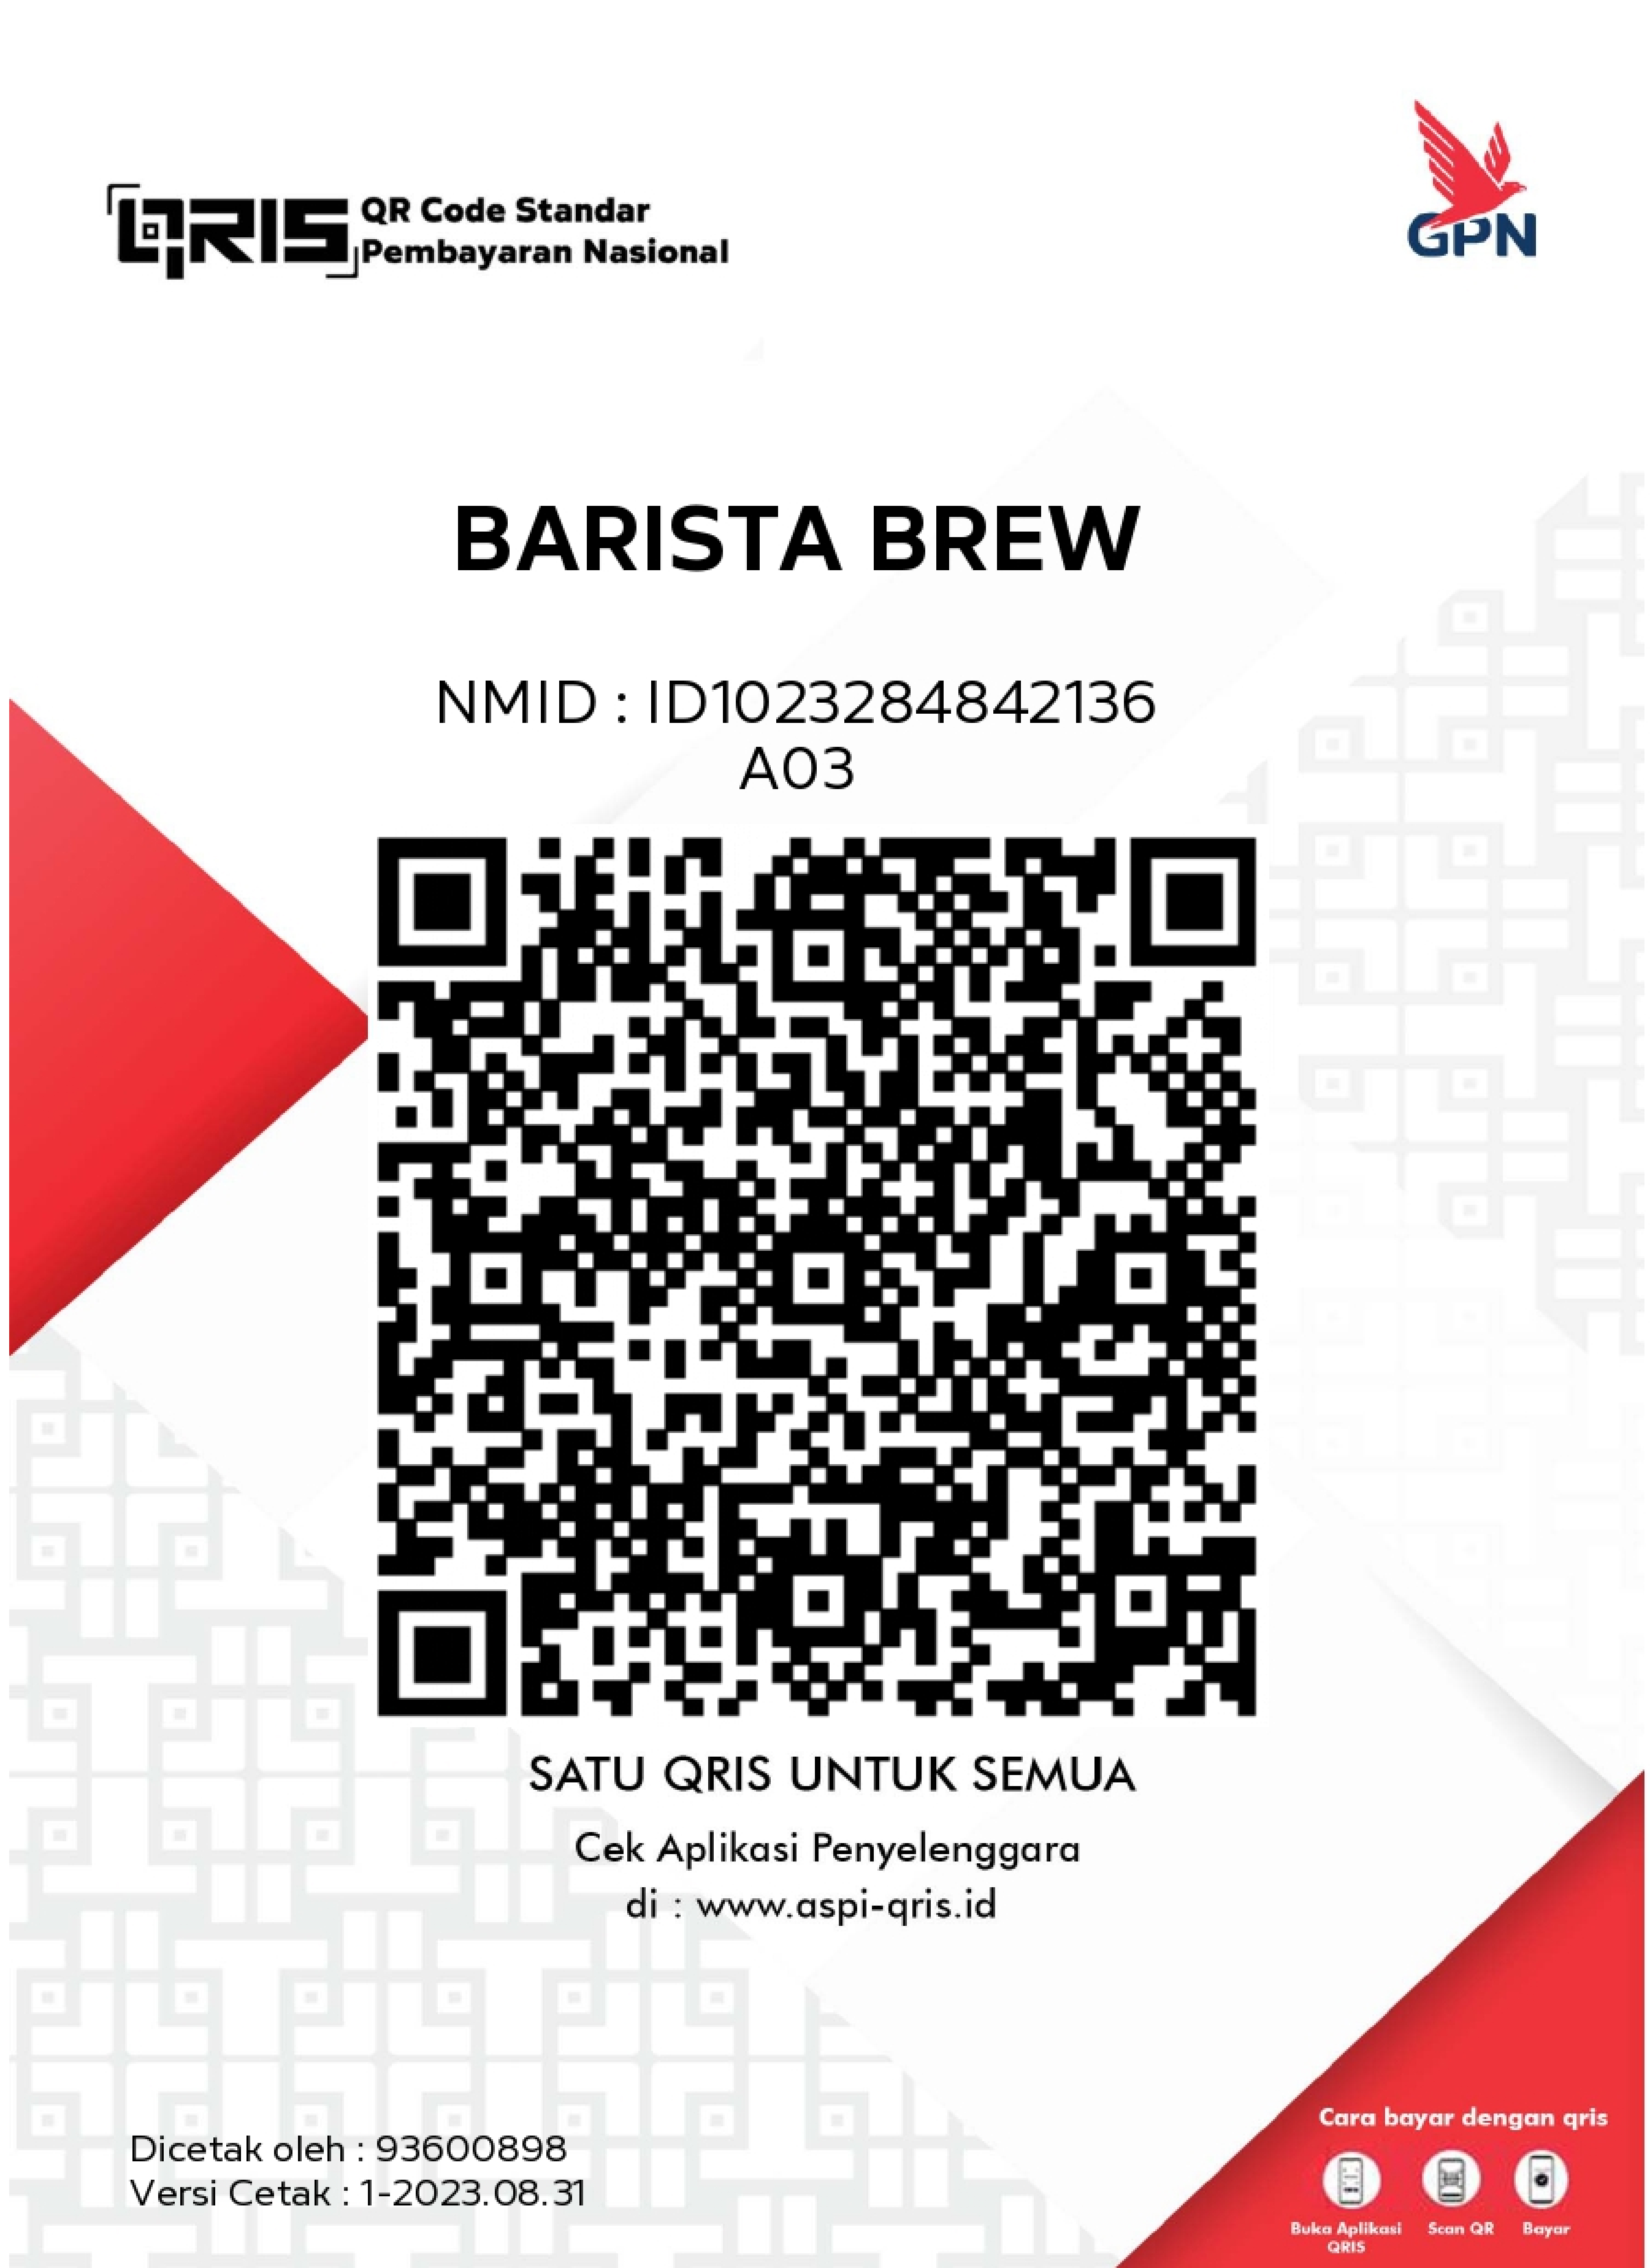 QRIS QR Code Standar
Pembayaran Nasional
GPN
BARISTA BREW
NMID : ID1023284842136
A03
SATU QRIS UNTUK SEMUA
Cek Aplikasi Penyelenggara
di : www.aspi-qris.id
Dicetak oleh : 93600898
Versi Cetak : 1-2023.08.31
Cara bayar dengan qris
Buka Aplikasi QRIS
Scan QR
Bayar